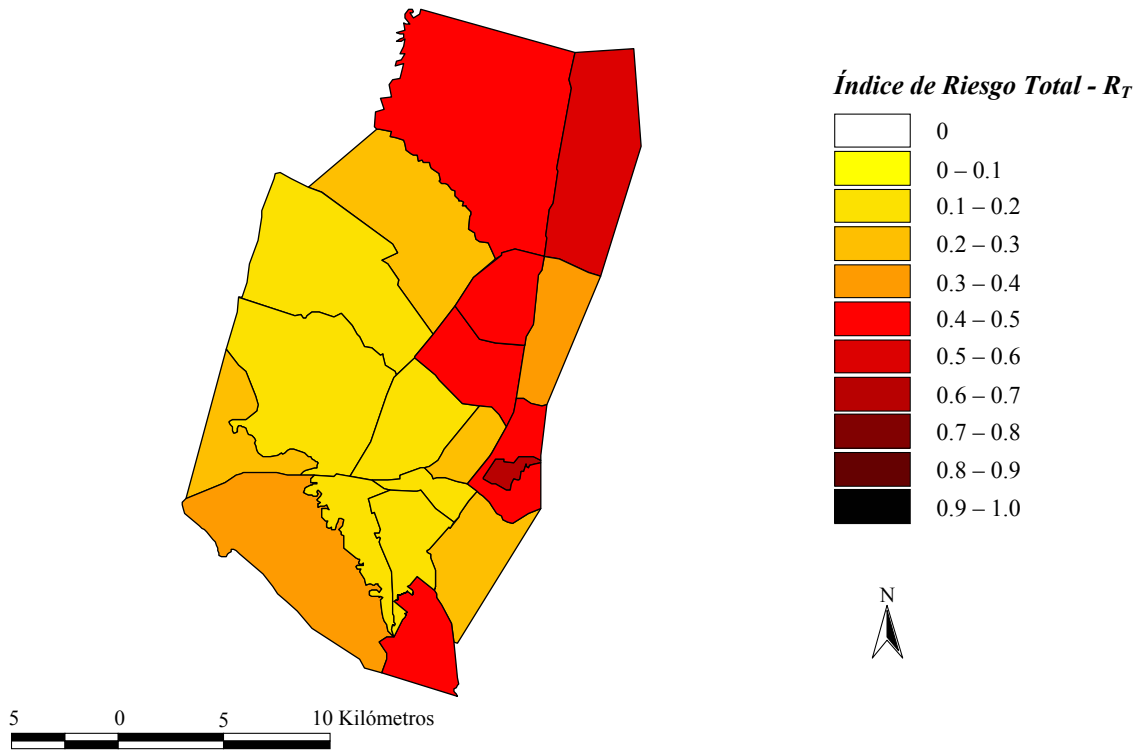 Índice de Riesgo Total - R_T
0
0 – 0.1
0.1 – 0.2
0.2 – 0.3
0.3 – 0.4
0.4 – 0.5
0.5 – 0.6
0.6 – 0.7
0.7 – 0.8
0.8 – 0.9
0.9 – 1.0
N
5 0 5 10 Kilómetros